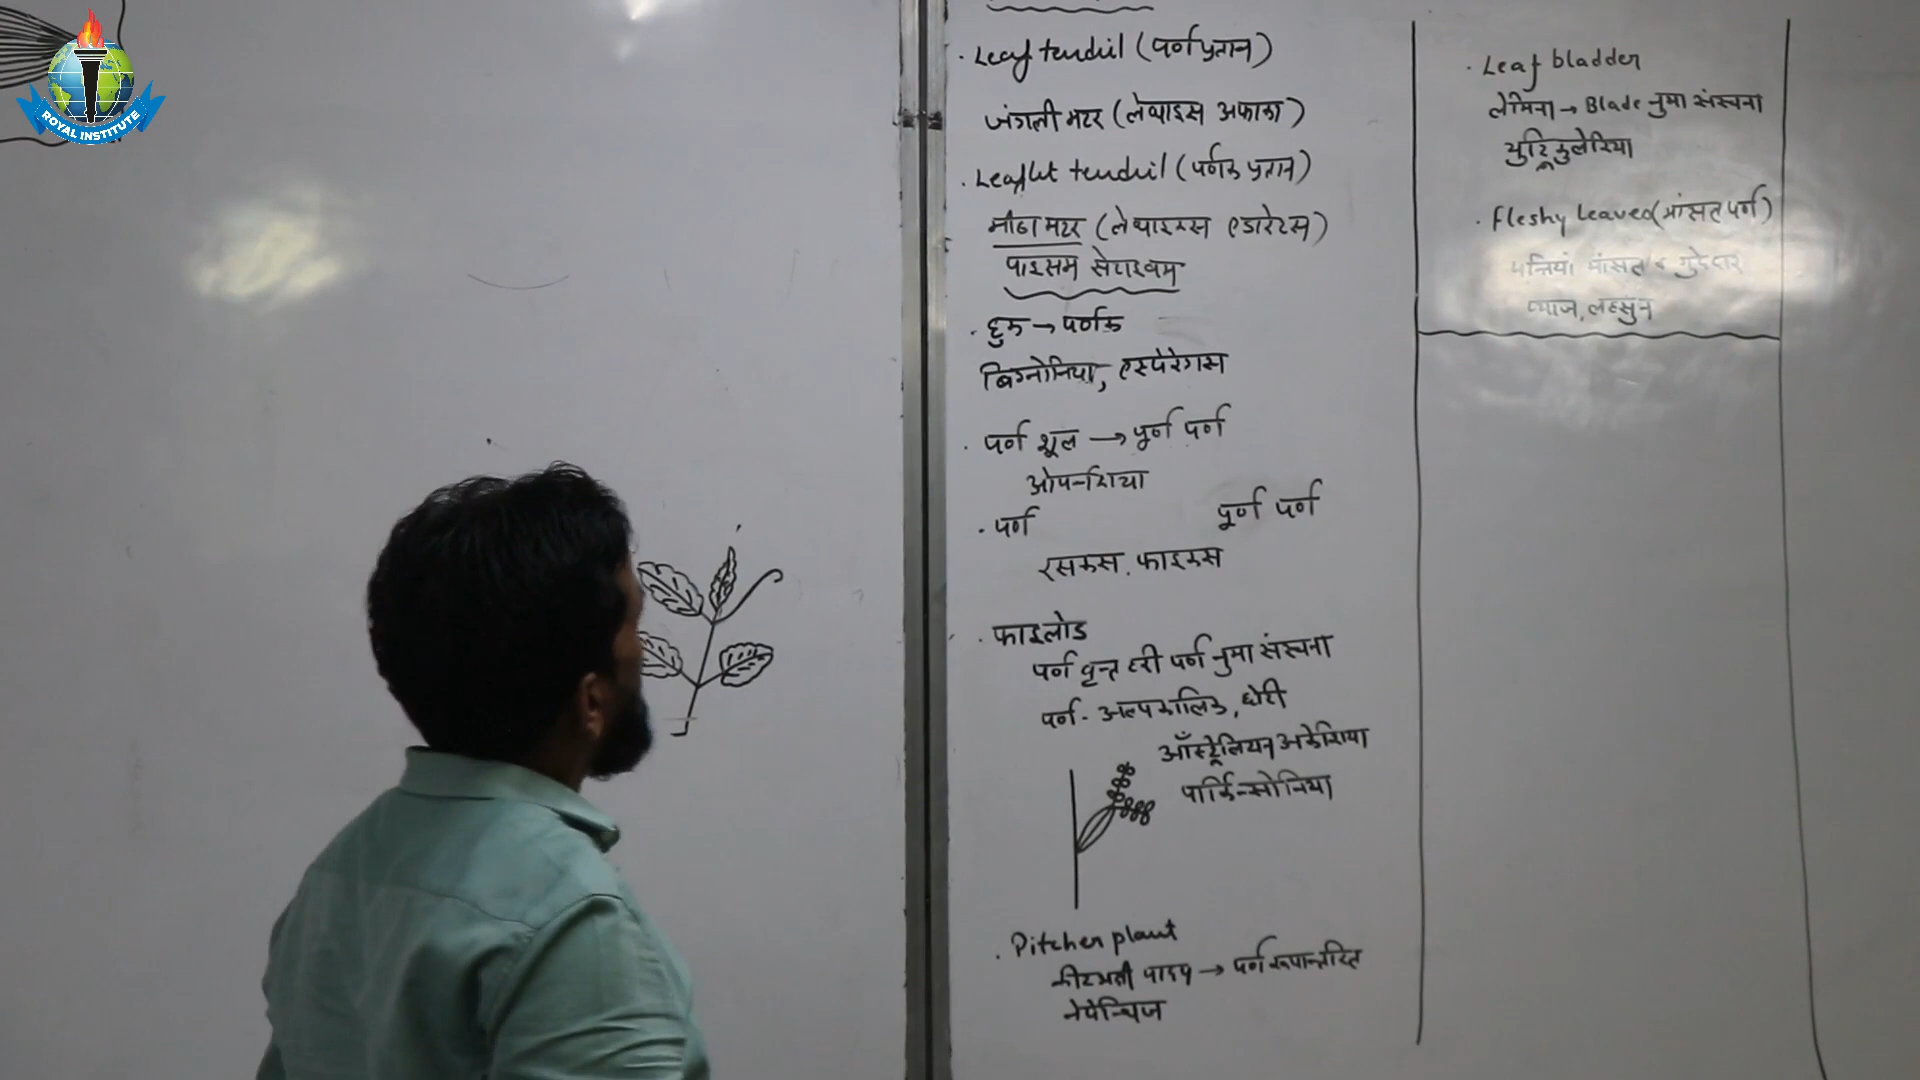 ROYAL INSTITUTE
. Leaf tendril (पर्ण प्रतान)
जंगली मटर (लेथाइरस अफाका)
. Leaflet tendril (पर्णक प्रतान)
मीठा मटर (लेथाइरस ओडोरेटस)
पाइसम सेटाइवम
. हुक → पर्णक
बिग्नोनिया, एस्पेरेगस
. पर्ण शूल → पूर्ण पर्ण
ओपन्शिया
. पर्ण पूर्ण पर्ण
रसकस, फाइकस
. फाइलोड
पर्ण वृन्त हरी पर्ण नुमा संरचना
पर्ण - अल्पकालिक, छोटी
ऑस्ट्रेलियन अकेशिया
पार्किन्सोनिया
. Pitcher plant
कीटभक्षी पादप → पर्ण रूपान्तरित
नेपेन्थिज
. Leaf bladder
लेमिना → Blade नुमा संरचना
युट्रिकुलेरिया
. Fleshy leaves (मांसल पर्ण)
पत्तियां मांसल व गुदेदार
प्याज, लहसुन